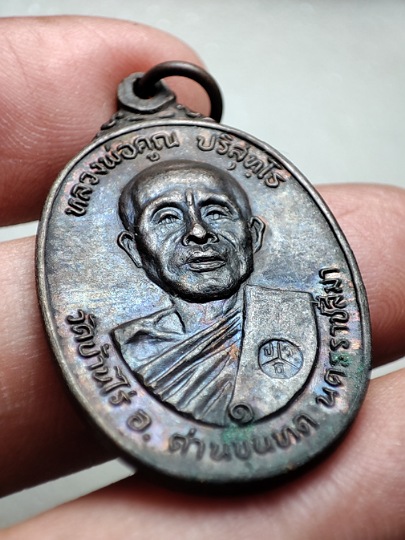 หลวงพ่อคูณ ปริสุทฺโธ
๑
วัดบ้านไร่ อ. ด่านขุนทด นครราชสีมา